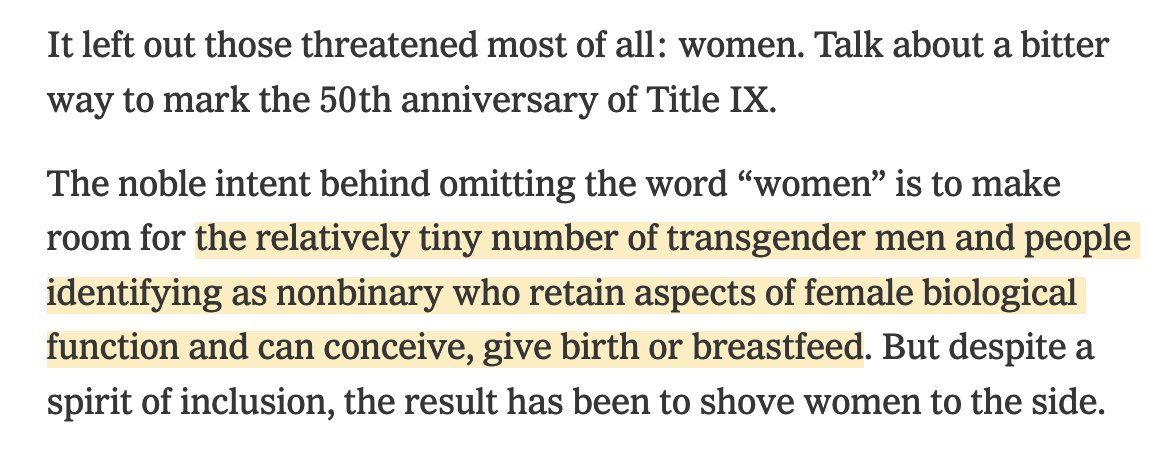 It left out those threatened most of all: women. Talk about a bitter
way to mark the 50th anniversary of Title IX.
The noble intent behind omitting the word “women” is to make
room for the relatively tiny number of transgender men and people
identifying as nonbinary who retain aspects of female biological
function and can conceive, give birth or breastfeed. But despite a
spirit of inclusion, the result has been to shove women to the side.